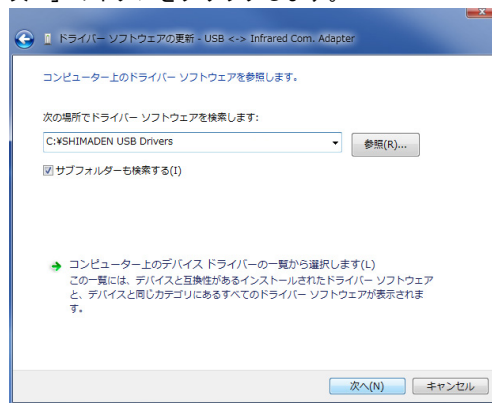 ドライバー ソフトウェアの更新 - USB <-> Infrared Com. Adapter
コンピューター上のドライバー ソフトウェアを参照します。
次の場所でドライバー ソフトウェアを検索します:
C:¥SHIMADEN USB Drivers
参照(R)...
サブフォルダーも検索する(I)
コンピューター上のデバイス ドライバーの一覧から選択します(L)
この一覧には、デバイスと互換性があるインストールされたドライバー ソフトウェア
と、デバイスと同じカテゴリにあるすべてのドライバー ソフトウェアが表示されま
す。
次へ(N)
キャンセル